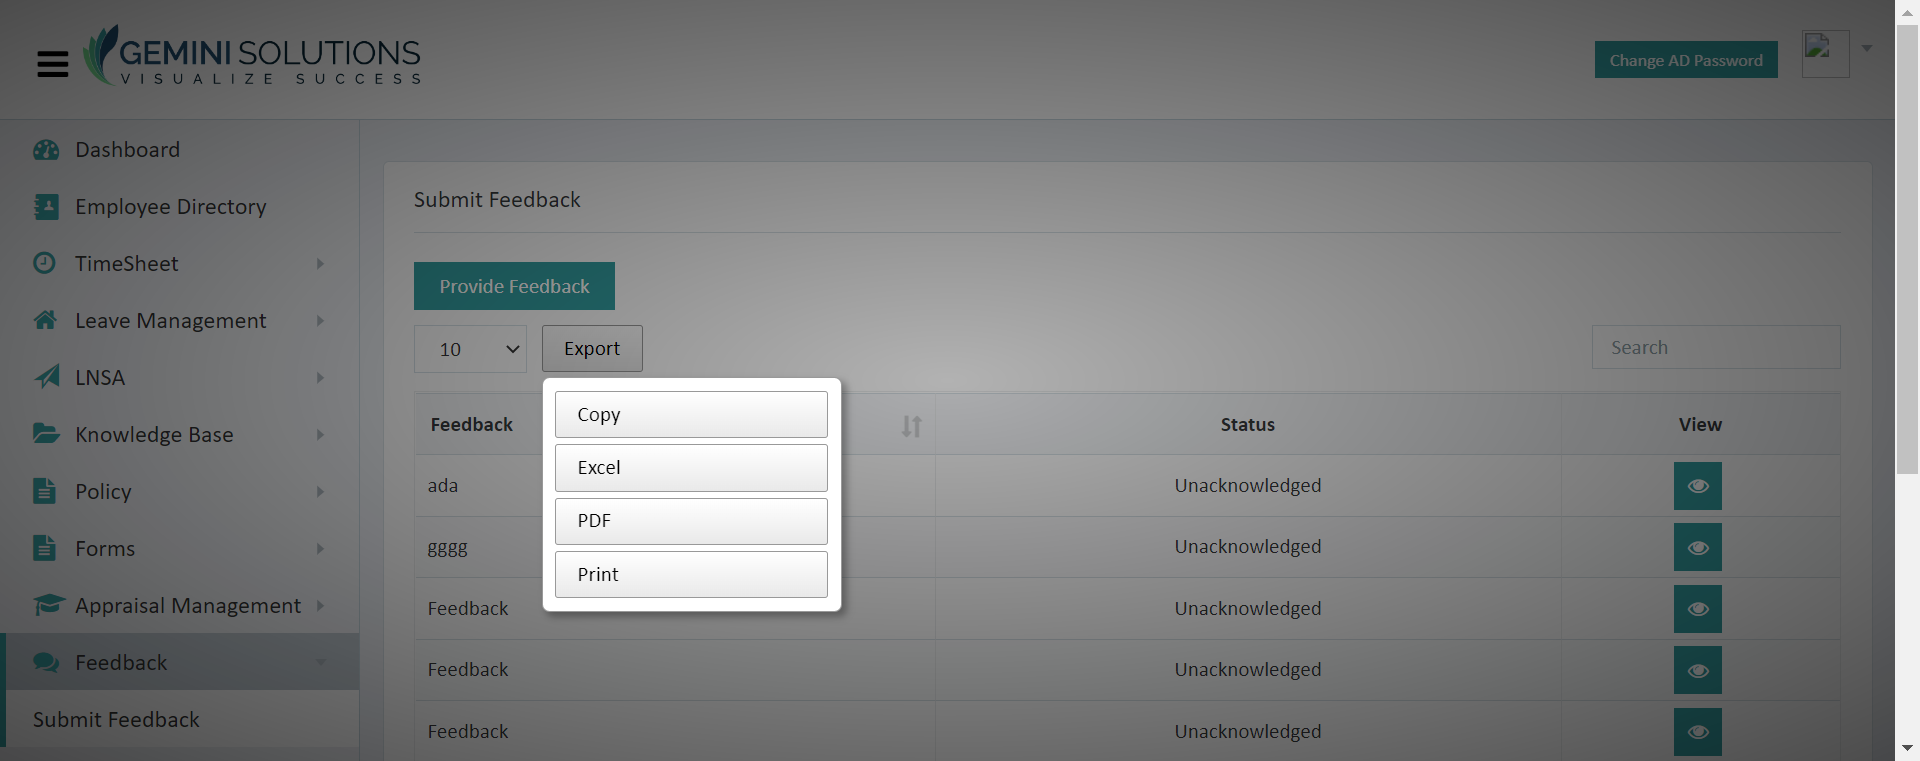 GEMINI SOLUTIONS
VISUALIZE SUCCESS
Change AD Password
Dashboard
Employee Directory
TimeSheet
Leave Management
LNSA
Knowledge Base
Policy
Forms
Appraisal Management
Feedback
Submit Feedback
Submit Feedback
Provide Feedback
10
Export
Search
Copy
Excel
PDF
Print
Feedback Status View
ada Unacknowledged
gggg Unacknowledged
Feedback Unacknowledged
Feedback Unacknowledged
Feedback Unacknowledged